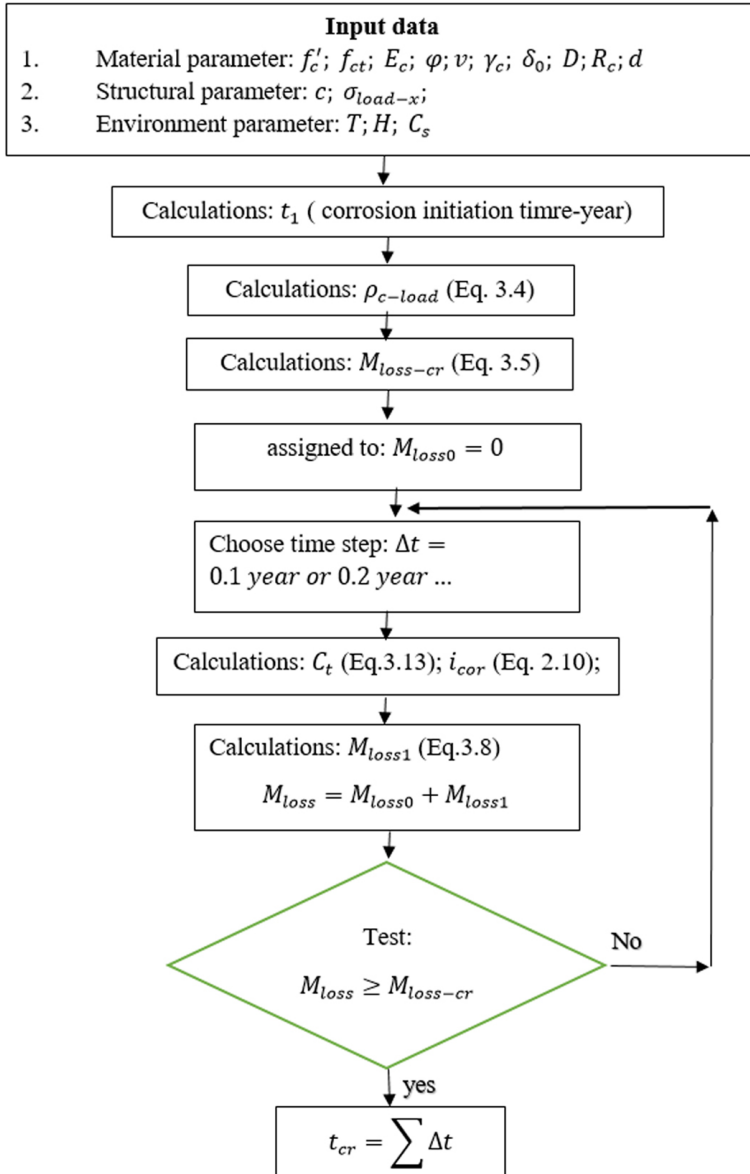 Input data
1. Material parameter: f′c; fct; Ec; φ; v; γc; δ0; D; Rc; d
2. Structural parameter: c; σload−x;
3. Environment parameter: T; H; Cs
Calculations: t1 ( corrosion initiation timre-year)
Calculations: ρc−load (Eq. 3.4)
Calculations: Mloss−cr (Eq. 3.5)
assigned to: Mloss0 = 0
Choose time step: Δt =
0.1 year or 0.2 year ...
Calculations: Ct (Eq.3.13); icor (Eq. 2.10);
Calculations: Mloss1 (Eq.3.8)
Mloss = Mloss0 + Mloss1
Test:
No
Mloss ≥ Mloss−cr
yes
tcr = ∑ Δt